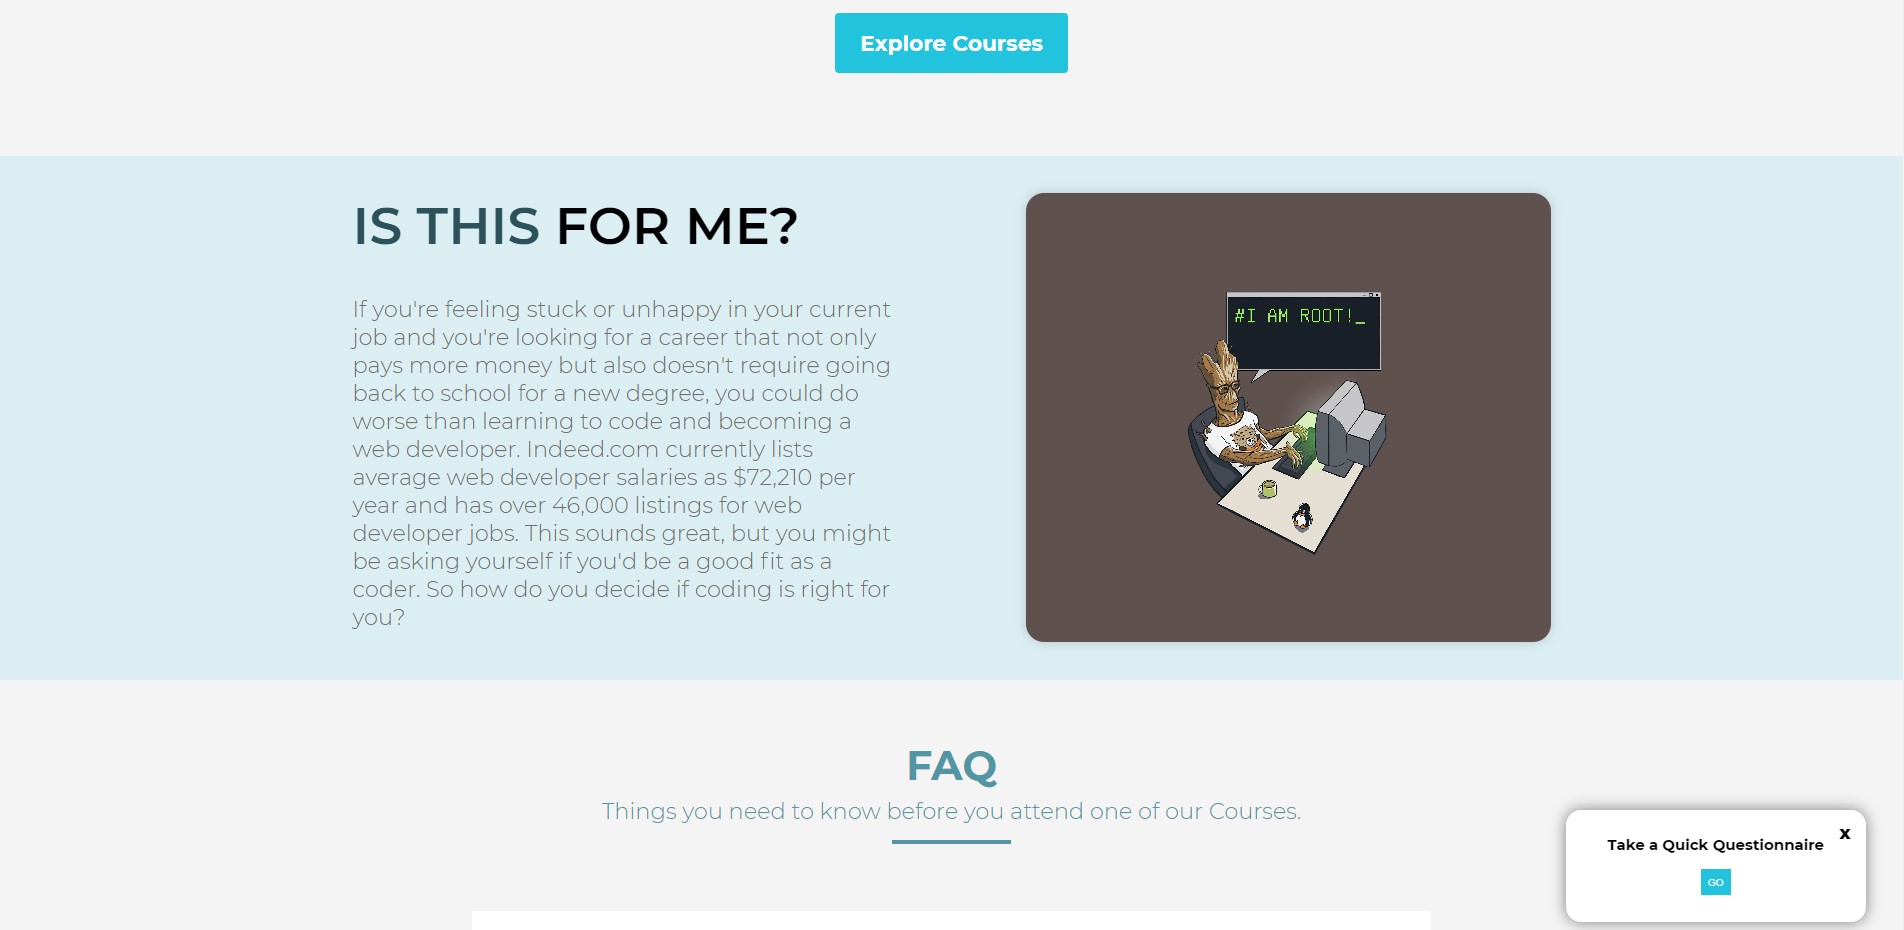 Explore Courses
IS THIS FOR ME?
If you're feeling stuck or unhappy in your current
job and you're looking for a career that not only
pays more money but also doesn't require going
back to school for a new degree, you could do
worse than learning to code and becoming a
web developer. Indeed.com currently lists
average web developer salaries as $72,210 per
year and has over 46,000 listings for web
developer jobs. This sounds great, but you might
be asking yourself if you'd be a good fit as a
coder. So how do you decide if coding is right for
you?
#I AM ROOT!_
FAQ
Things you need to know before you attend one of our Courses.
x
Take a Quick Questionnaire
GO